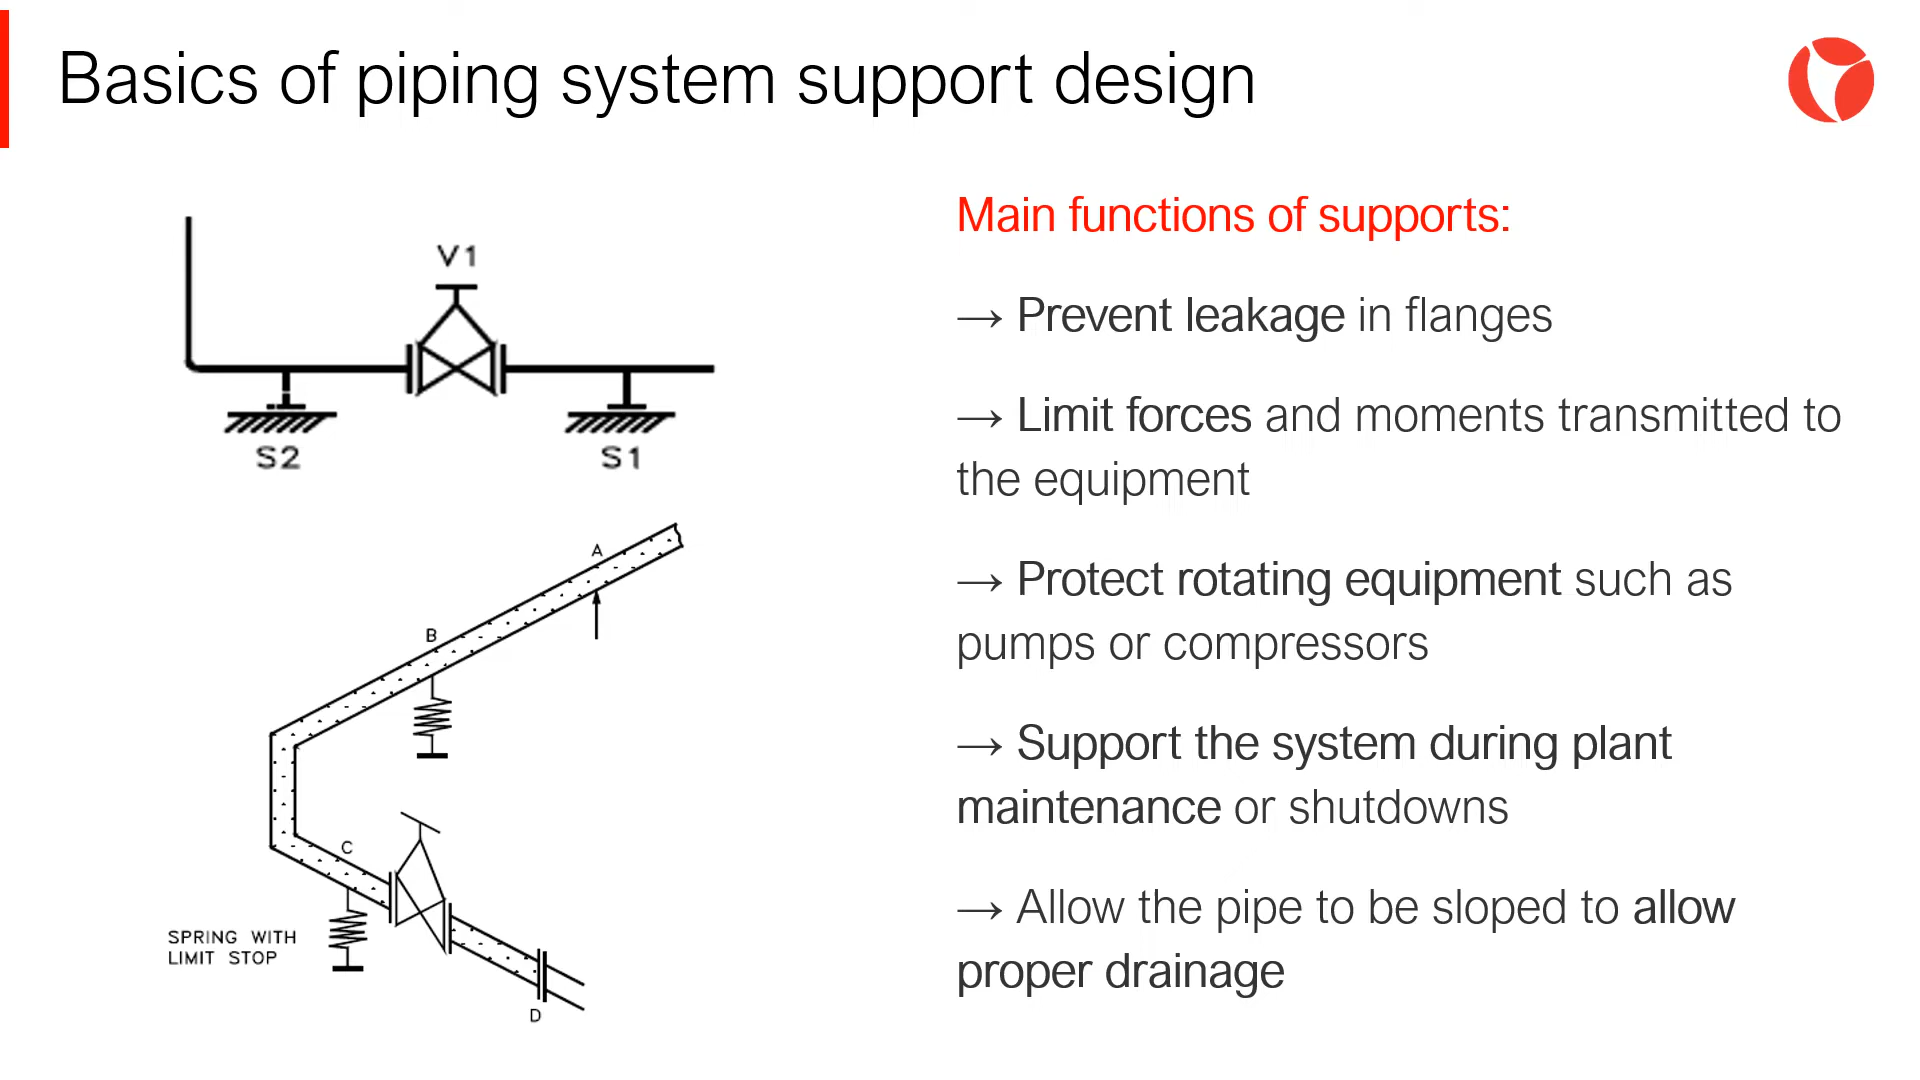 Basics of piping system support design
V1
S2
S1
A
B
C
SPRING WITH
LIMIT STOP
D
Main functions of supports:
→ Prevent leakage in flanges
→ Limit forces and moments transmitted to
the equipment
→ Protect rotating equipment such as
pumps or compressors
→ Support the system during plant
maintenance or shutdowns
→ Allow the pipe to be sloped to allow
proper drainage